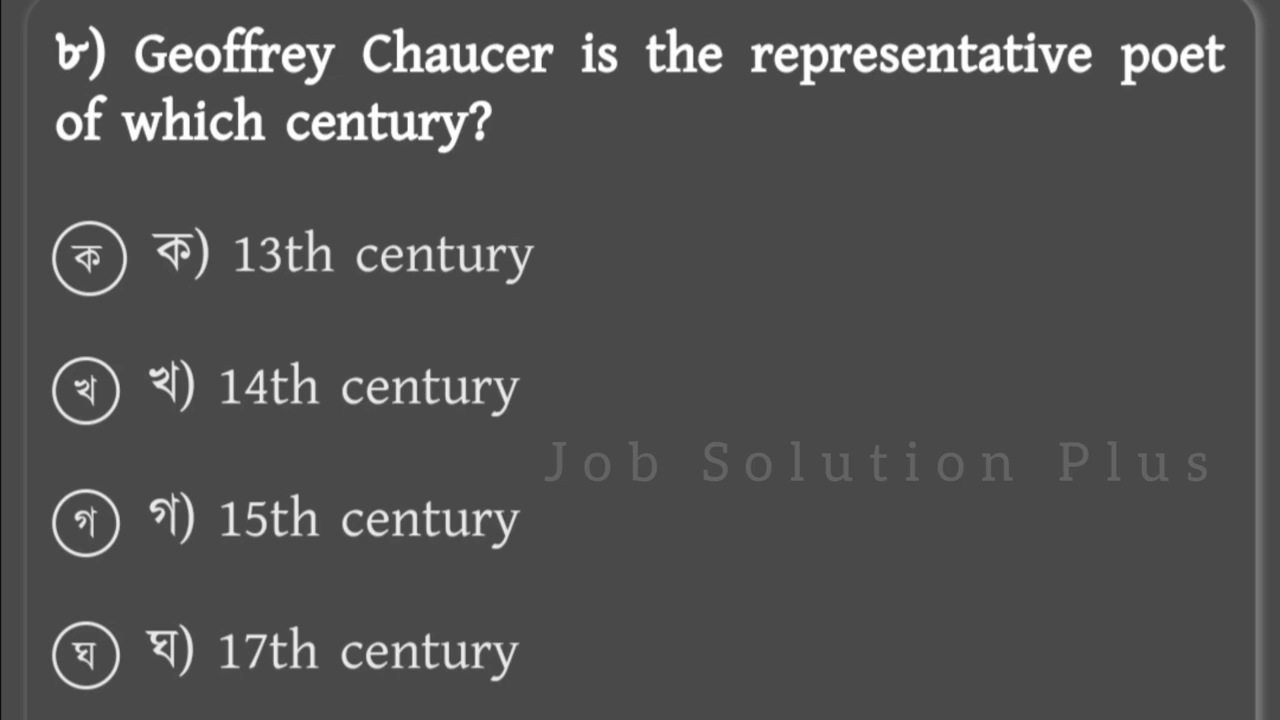 ৮) Geoffrey Chaucer is the representative poet
of which century?
ক ক) 13th century
খ খ) 14th century
Job Solution Plus
গ গ) 15th century
ঘ ঘ) 17th century